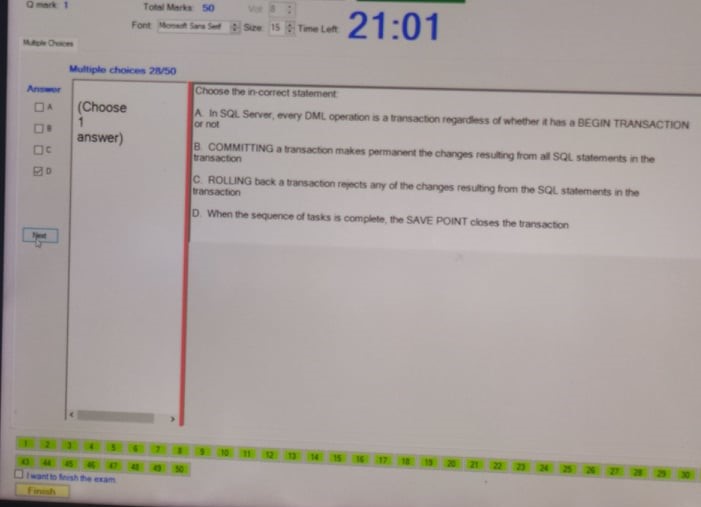 Q mark: 1
Total Marks: 50
Vol: 8
Font: Microsoft Sans Serif
Size: 15
Time Left:
21:01
Multiple Choices
Multiple choices 28/50
Answer
A
B
C
D
Next
(Choose
1
answer)
Choose the in-correct statement:
A. In SQL Server, every DML operation is a transaction regardless of whether it has a BEGIN TRANSACTION
or not
B. COMMITTING a transaction makes permanent the changes resulting from all SQL statements in the
transaction
C. ROLLING back a transaction rejects any of the changes resulting from the SQL statements in the
transaction
D. When the sequence of tasks is complete, the SAVE POINT closes the transaction
1 2 3 4 5 6 7 8 9 10 11 12 13 14 15 16 17 18 19 20 21 22 23 24 25 26 27 28 29 30
43 44 45 46 47 48 49 50
I want to finish the exam.
Finish